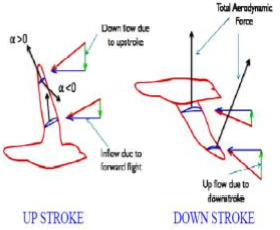 Total Aerodynamic
Force
α>0
Down flow due
to upstroke
α<0
Inflow due to
forward flight
Up flow due to
downstroke
UP STROKE
DOWN STROKE